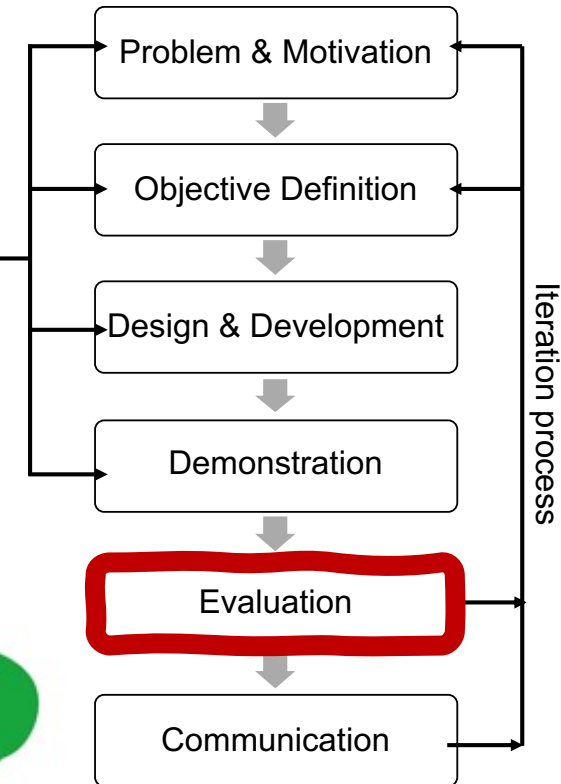 Problem & Motivation
Objective Definition
Design & Development
Demonstration
Evaluation
Communication
Iteration process